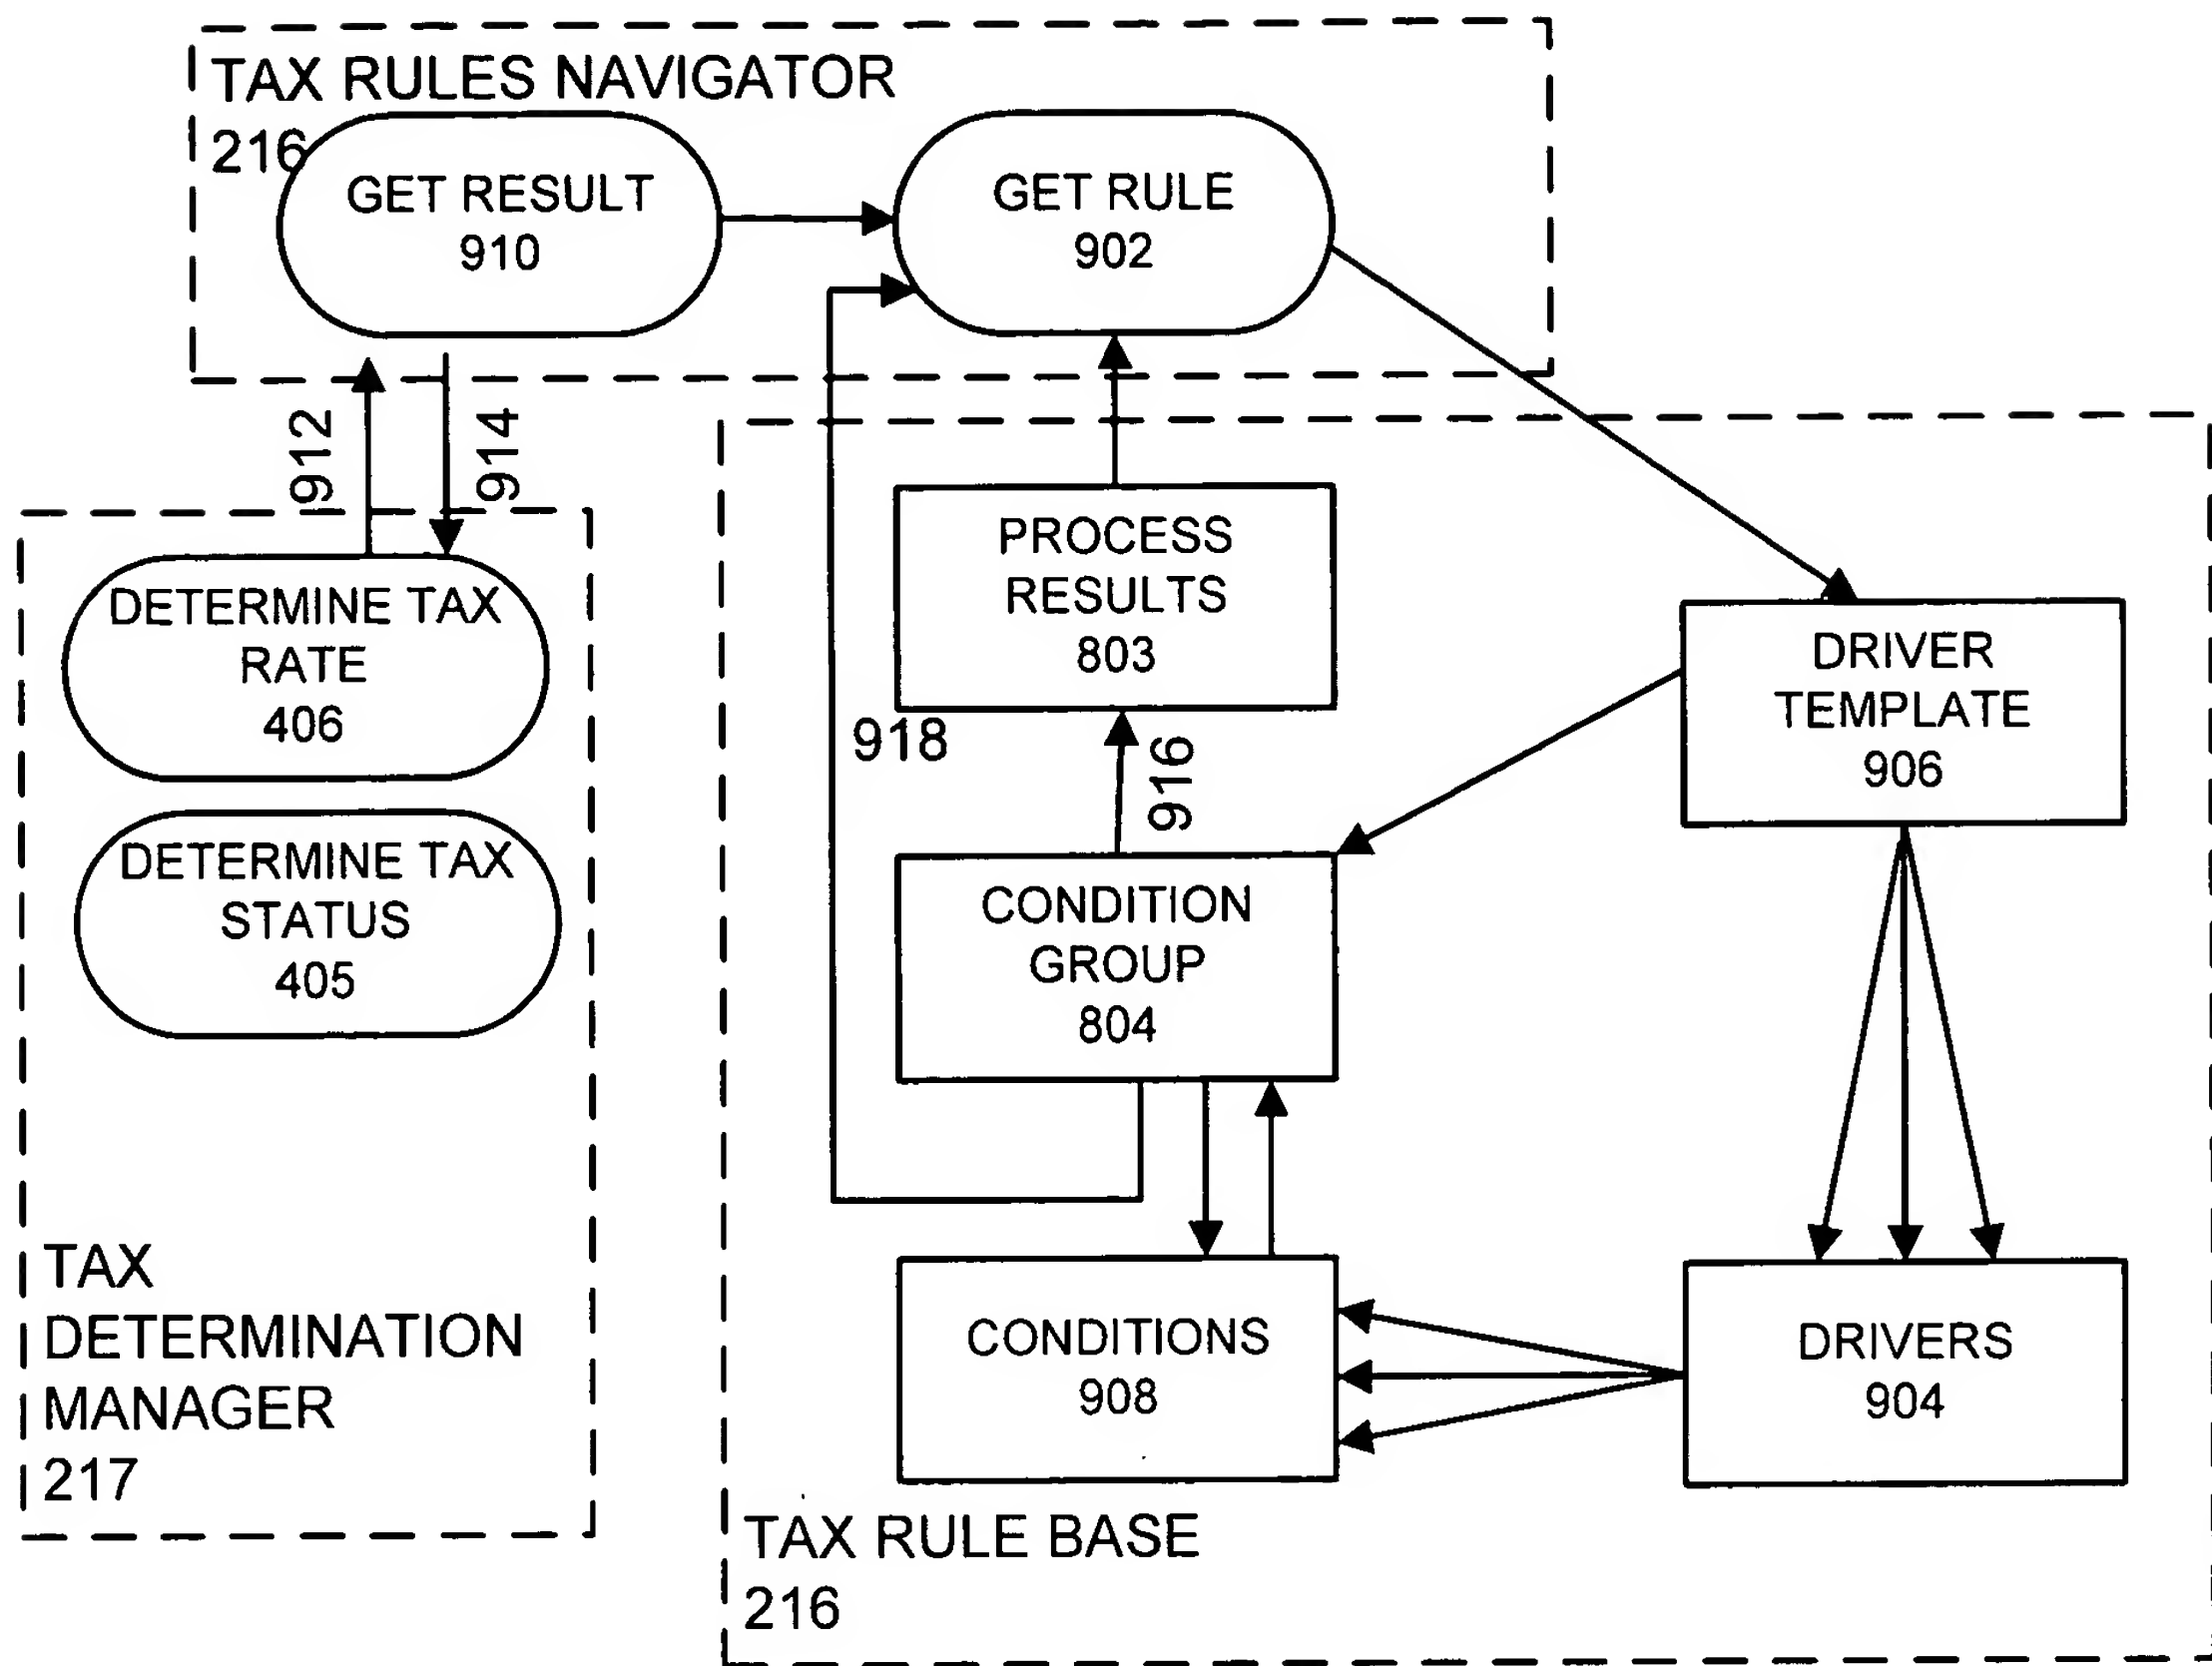 TAX RULES NAVIGATOR
216
GET RESULT
910
GET RULE
902
912
914
DETERMINE TAX
RATE
406
DETERMINE TAX
STATUS
405
TAX
DETERMINATION
MANAGER
217
PROCESS
RESULTS
803
918
916
DRIVER
TEMPLATE
906
CONDITION
GROUP
804
CONDITIONS
908
DRIVERS
904
TAX RULE BASE
216